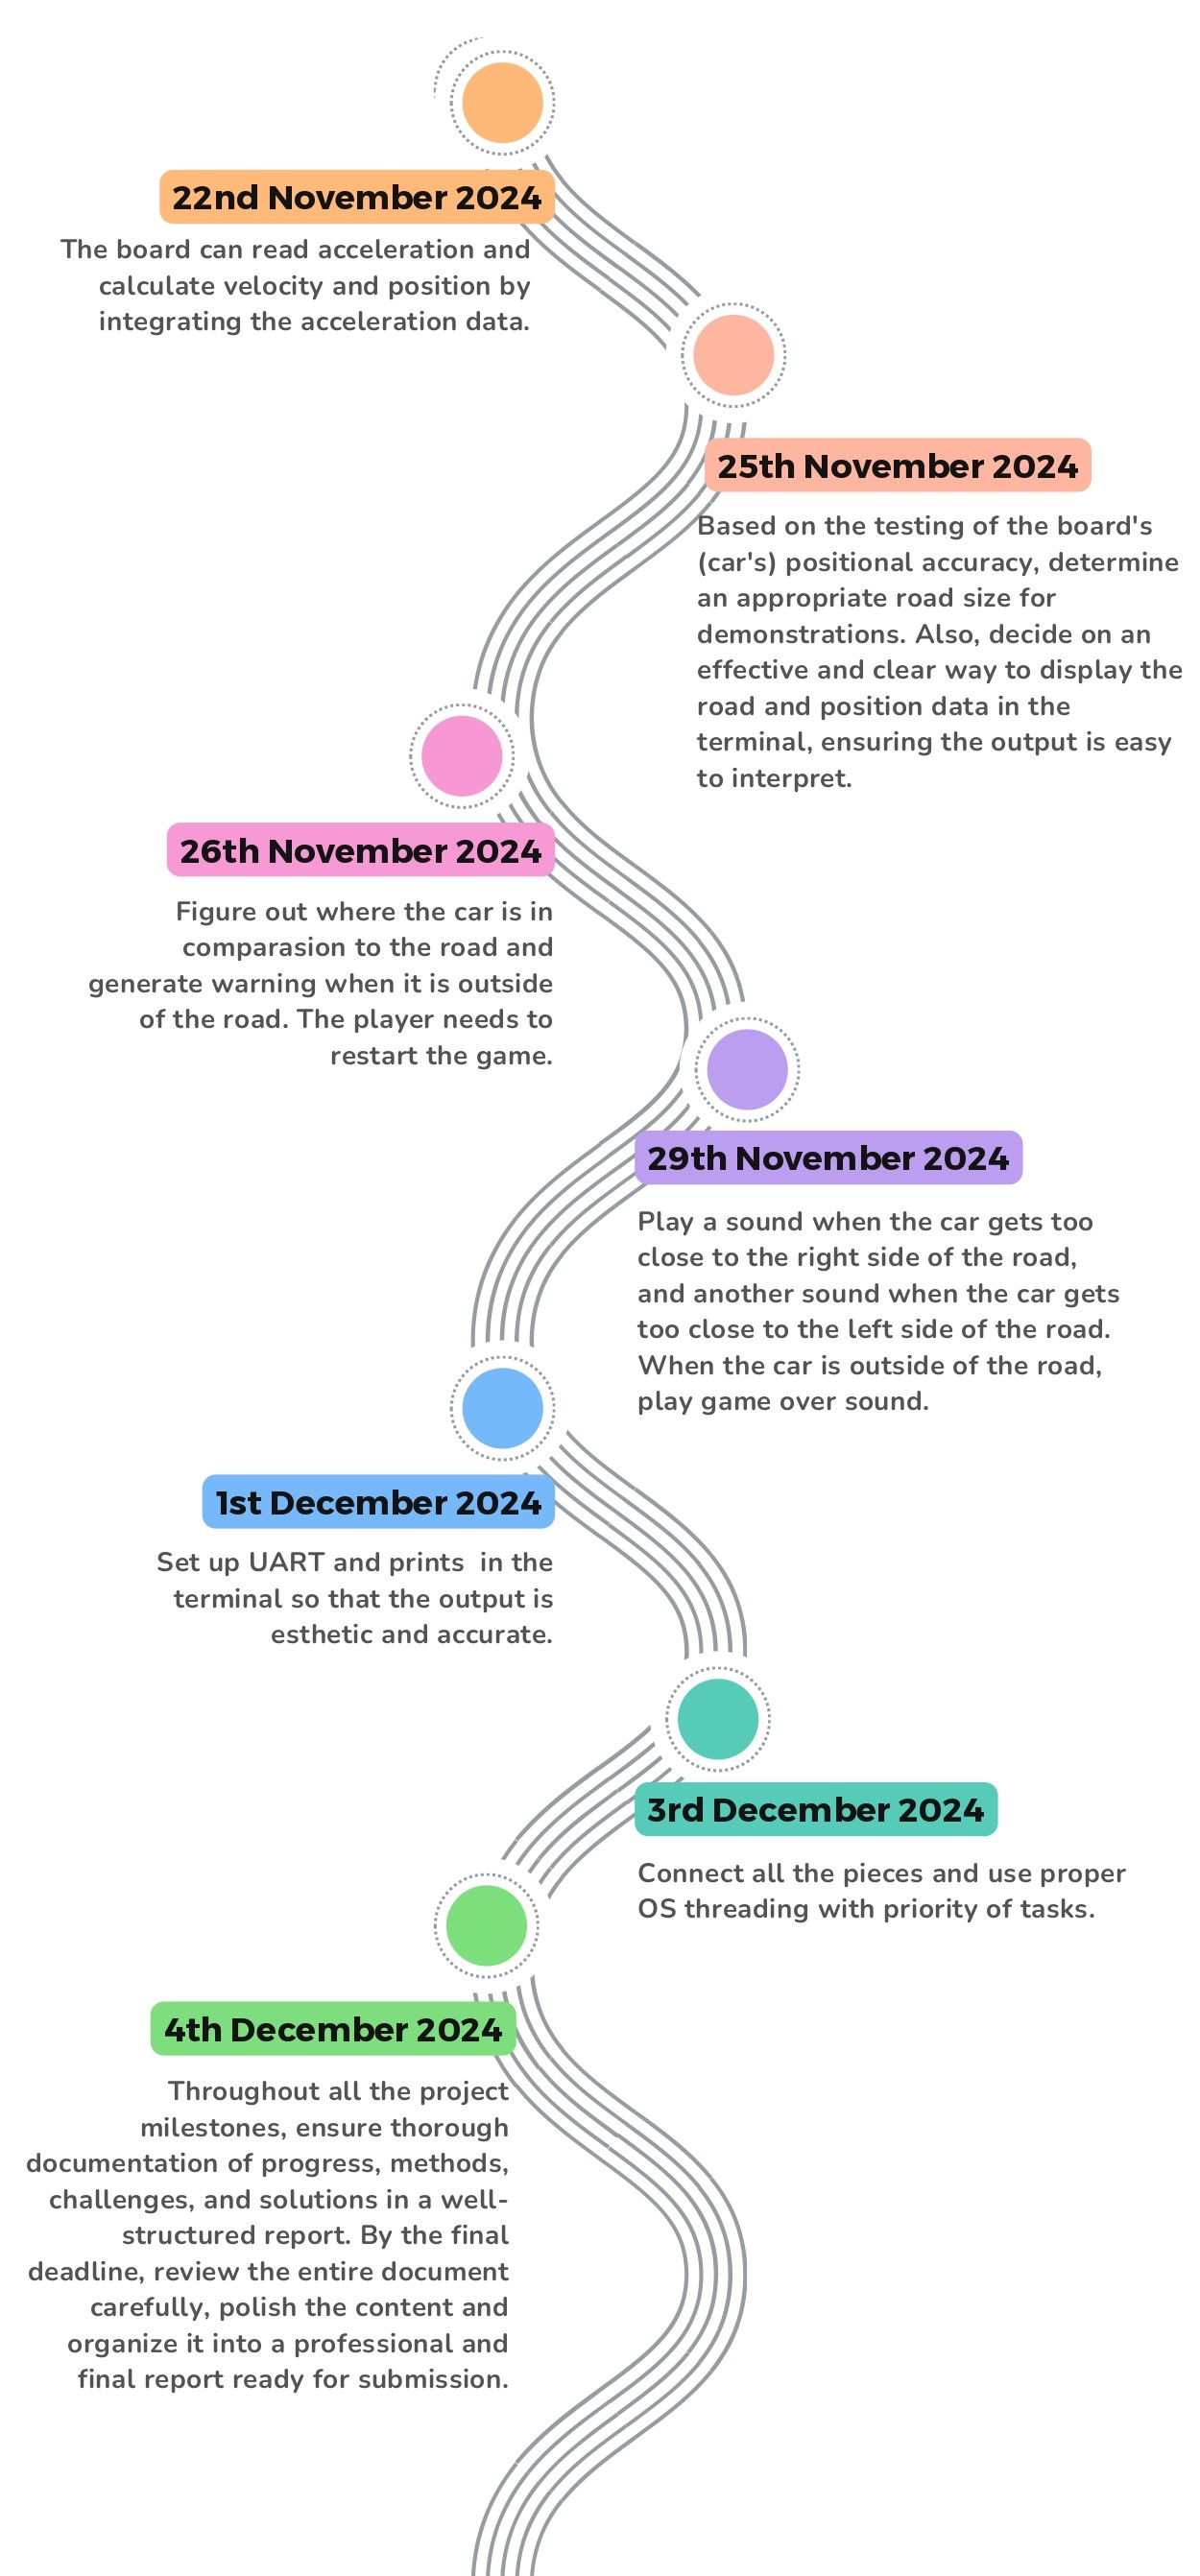 22nd November 2024
The board can read acceleration and
calculate velocity and position by
integrating the acceleration data.
25th November 2024
Based on the testing of the board's
(car's) positional accuracy, determine
an appropriate road size for
demonstrations. Also, decide on an
effective and clear way to display the
road and position data in the
terminal, ensuring the output is easy
to interpret.
26th November 2024
Figure out where the car is in
comparasion to the road and
generate warning when it is outside
of the road. The player needs to
restart the game.
29th November 2024
Play a sound when the car gets too
close to the right side of the road,
and another sound when the car gets
too close to the left side of the road.
When the car is outside of the road,
play game over sound.
1st December 2024
Set up UART and prints  in the
terminal so that the output is
esthetic and accurate.
3rd December 2024
Connect all the pieces and use proper
OS threading with priority of tasks.
4th December 2024
Throughout all the project
milestones, ensure thorough
documentation of progress, methods,
challenges, and solutions in a well-
structured report. By the final
deadline, review the entire document
carefully, polish the content and
organize it into a professional and
final report ready for submission.